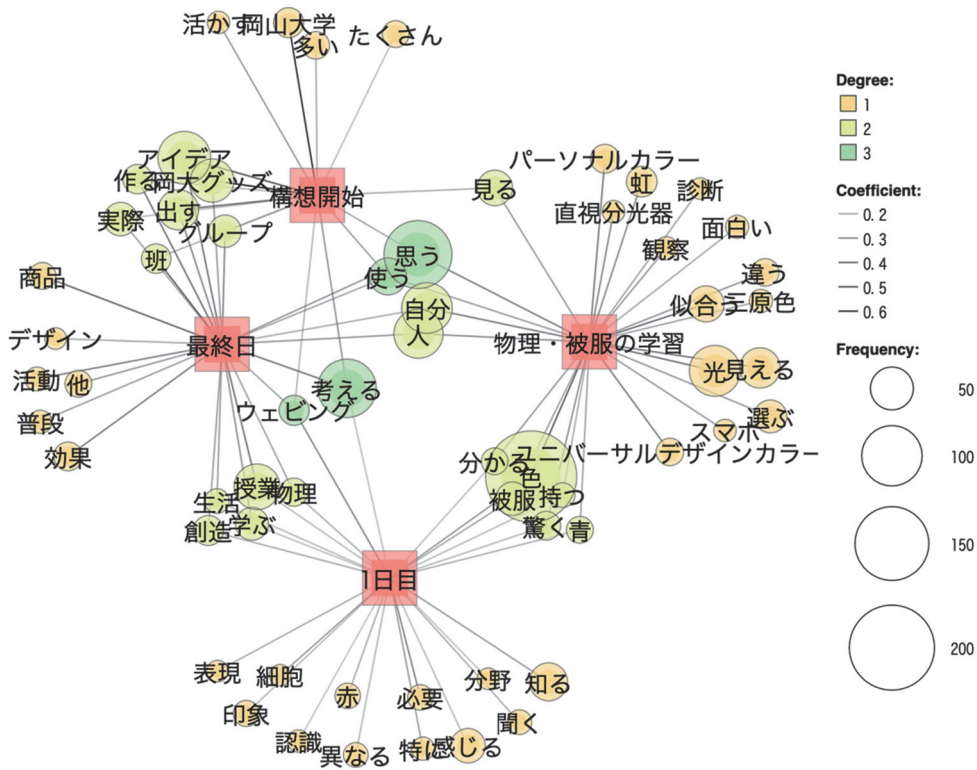 活かす
岡山大学
多い
たくさん
アイデア
作る
岡大グッズ
構想開始
実際
出す
グループ
班
見る
パーソナルカラー
虹
診断
直視分光器
面白い
観察
思う
使う
違う
似合う
三原色
商品
自分
人
デザイン
最終日
物理・被服の学習
活動
他
考える
ウェビング
光
見える
普段
選ぶ
スマホ
効果
ユニバーサルデザインカラー
分かる
色
授業
物理
生活
被服
持つ
創造
学ぶ
驚く
青
1日目
表現
細胞
赤
必要
分野
知る
印象
聞く
認識
異なる
特に
感じる
Degree:
1
2
3
Coefficient:
0. 2
0. 3
0. 4
0. 5
0. 6
Frequency:
50
100
150
200